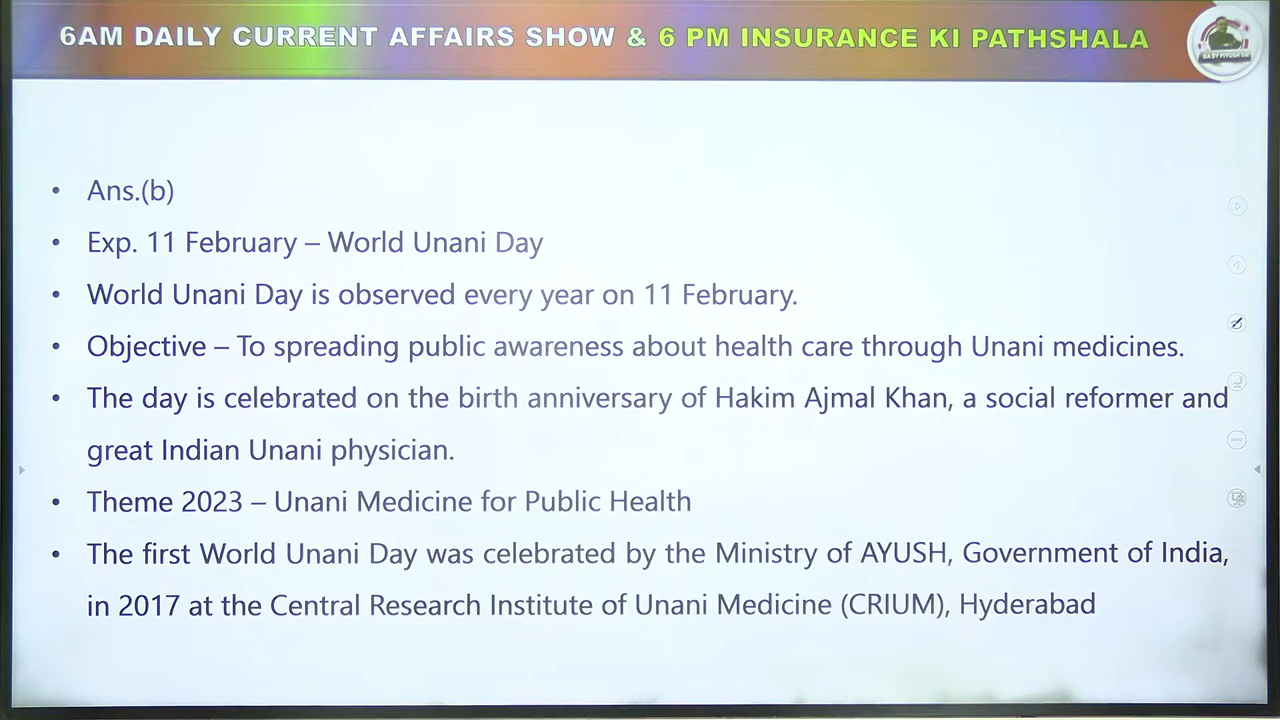 6AM DAILY CURRENT AFFAIRS SHOW & 6 PM INSURANCE KI PATHSHALA
GA BY PIYUSH SIR
• Ans.(b)
• Exp. 11 February – World Unani Day
• World Unani Day is observed every year on 11 February.
• Objective – To spreading public awareness about health care through Unani medicines.
• The day is celebrated on the birth anniversary of Hakim Ajmal Khan, a social reformer and
great Indian Unani physician.
• Theme 2023 – Unani Medicine for Public Health
• The first World Unani Day was celebrated by the Ministry of AYUSH, Government of India,
in 2017 at the Central Research Institute of Unani Medicine (CRIUM), Hyderabad